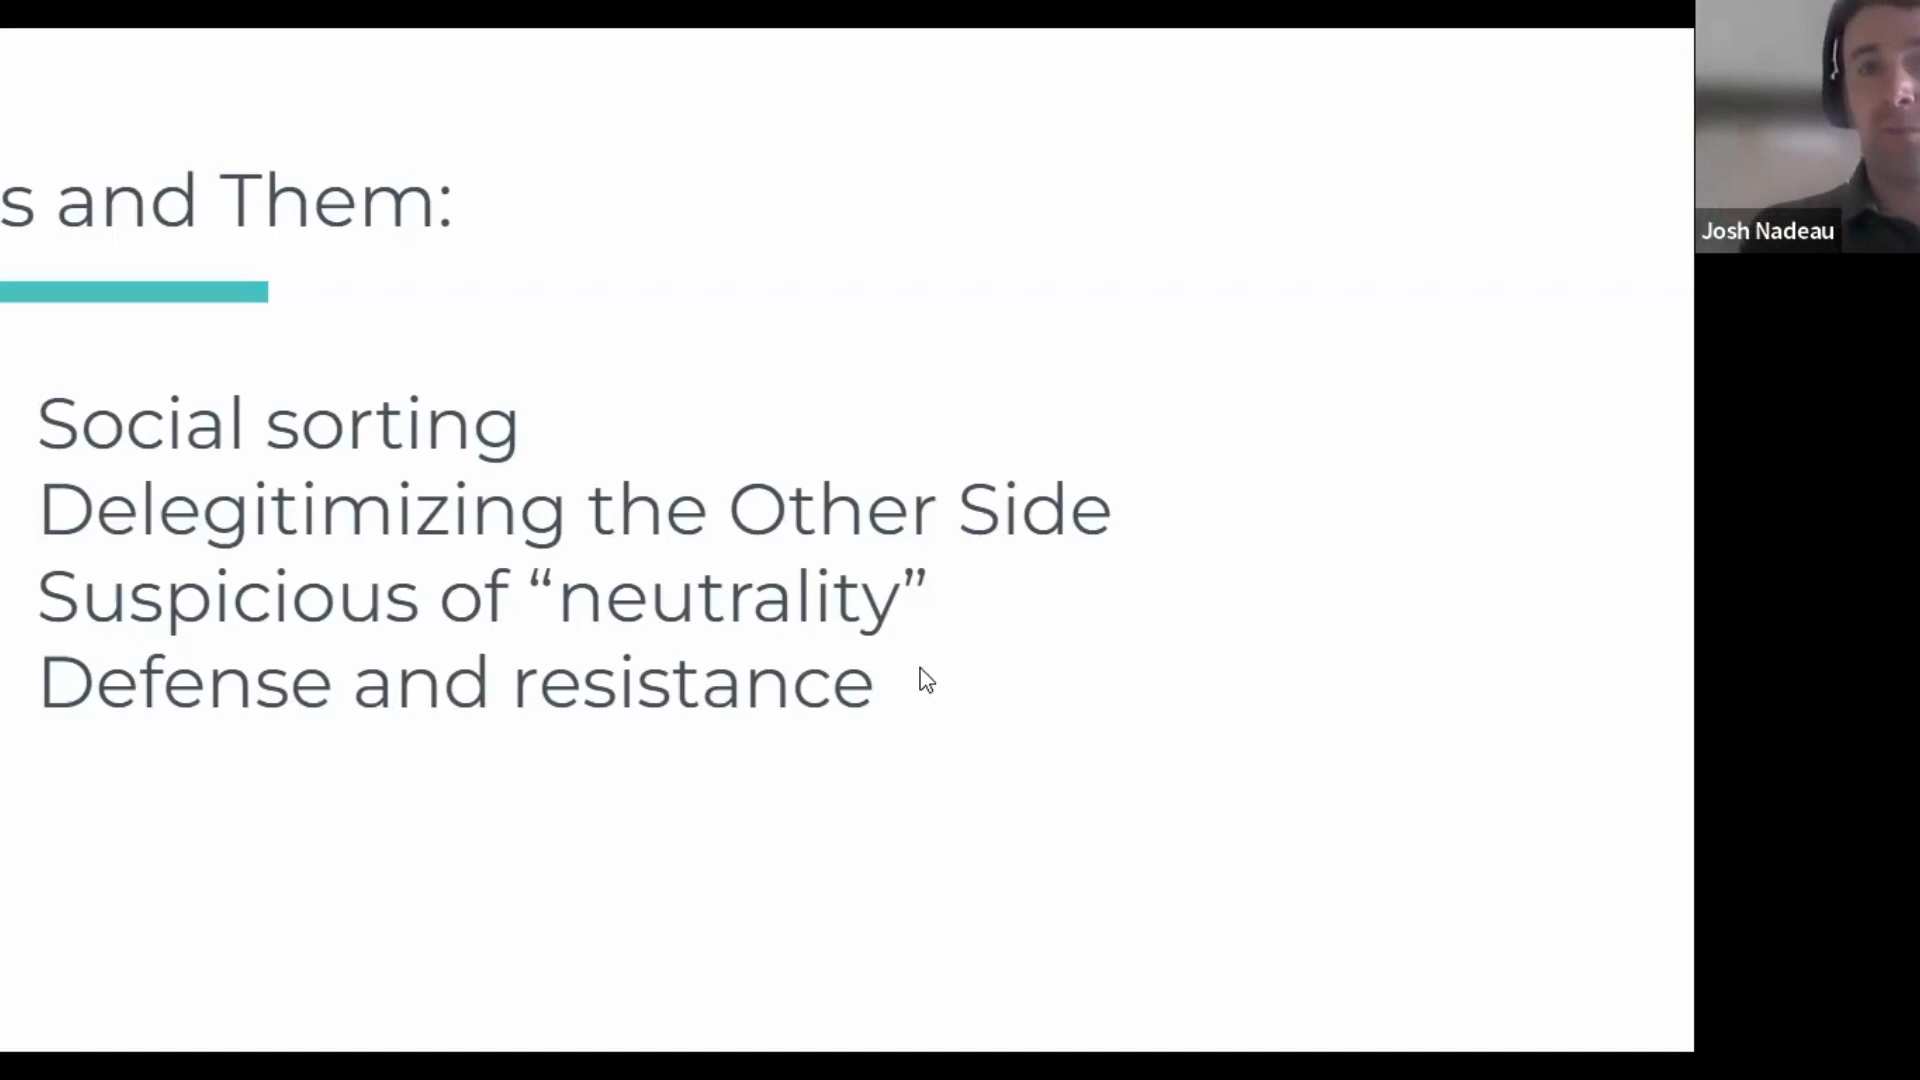 s and Them:
Social sorting
Delegitimizing the Other Side
Suspicious of “neutrality”
Defense and resistance
Josh Nadeau